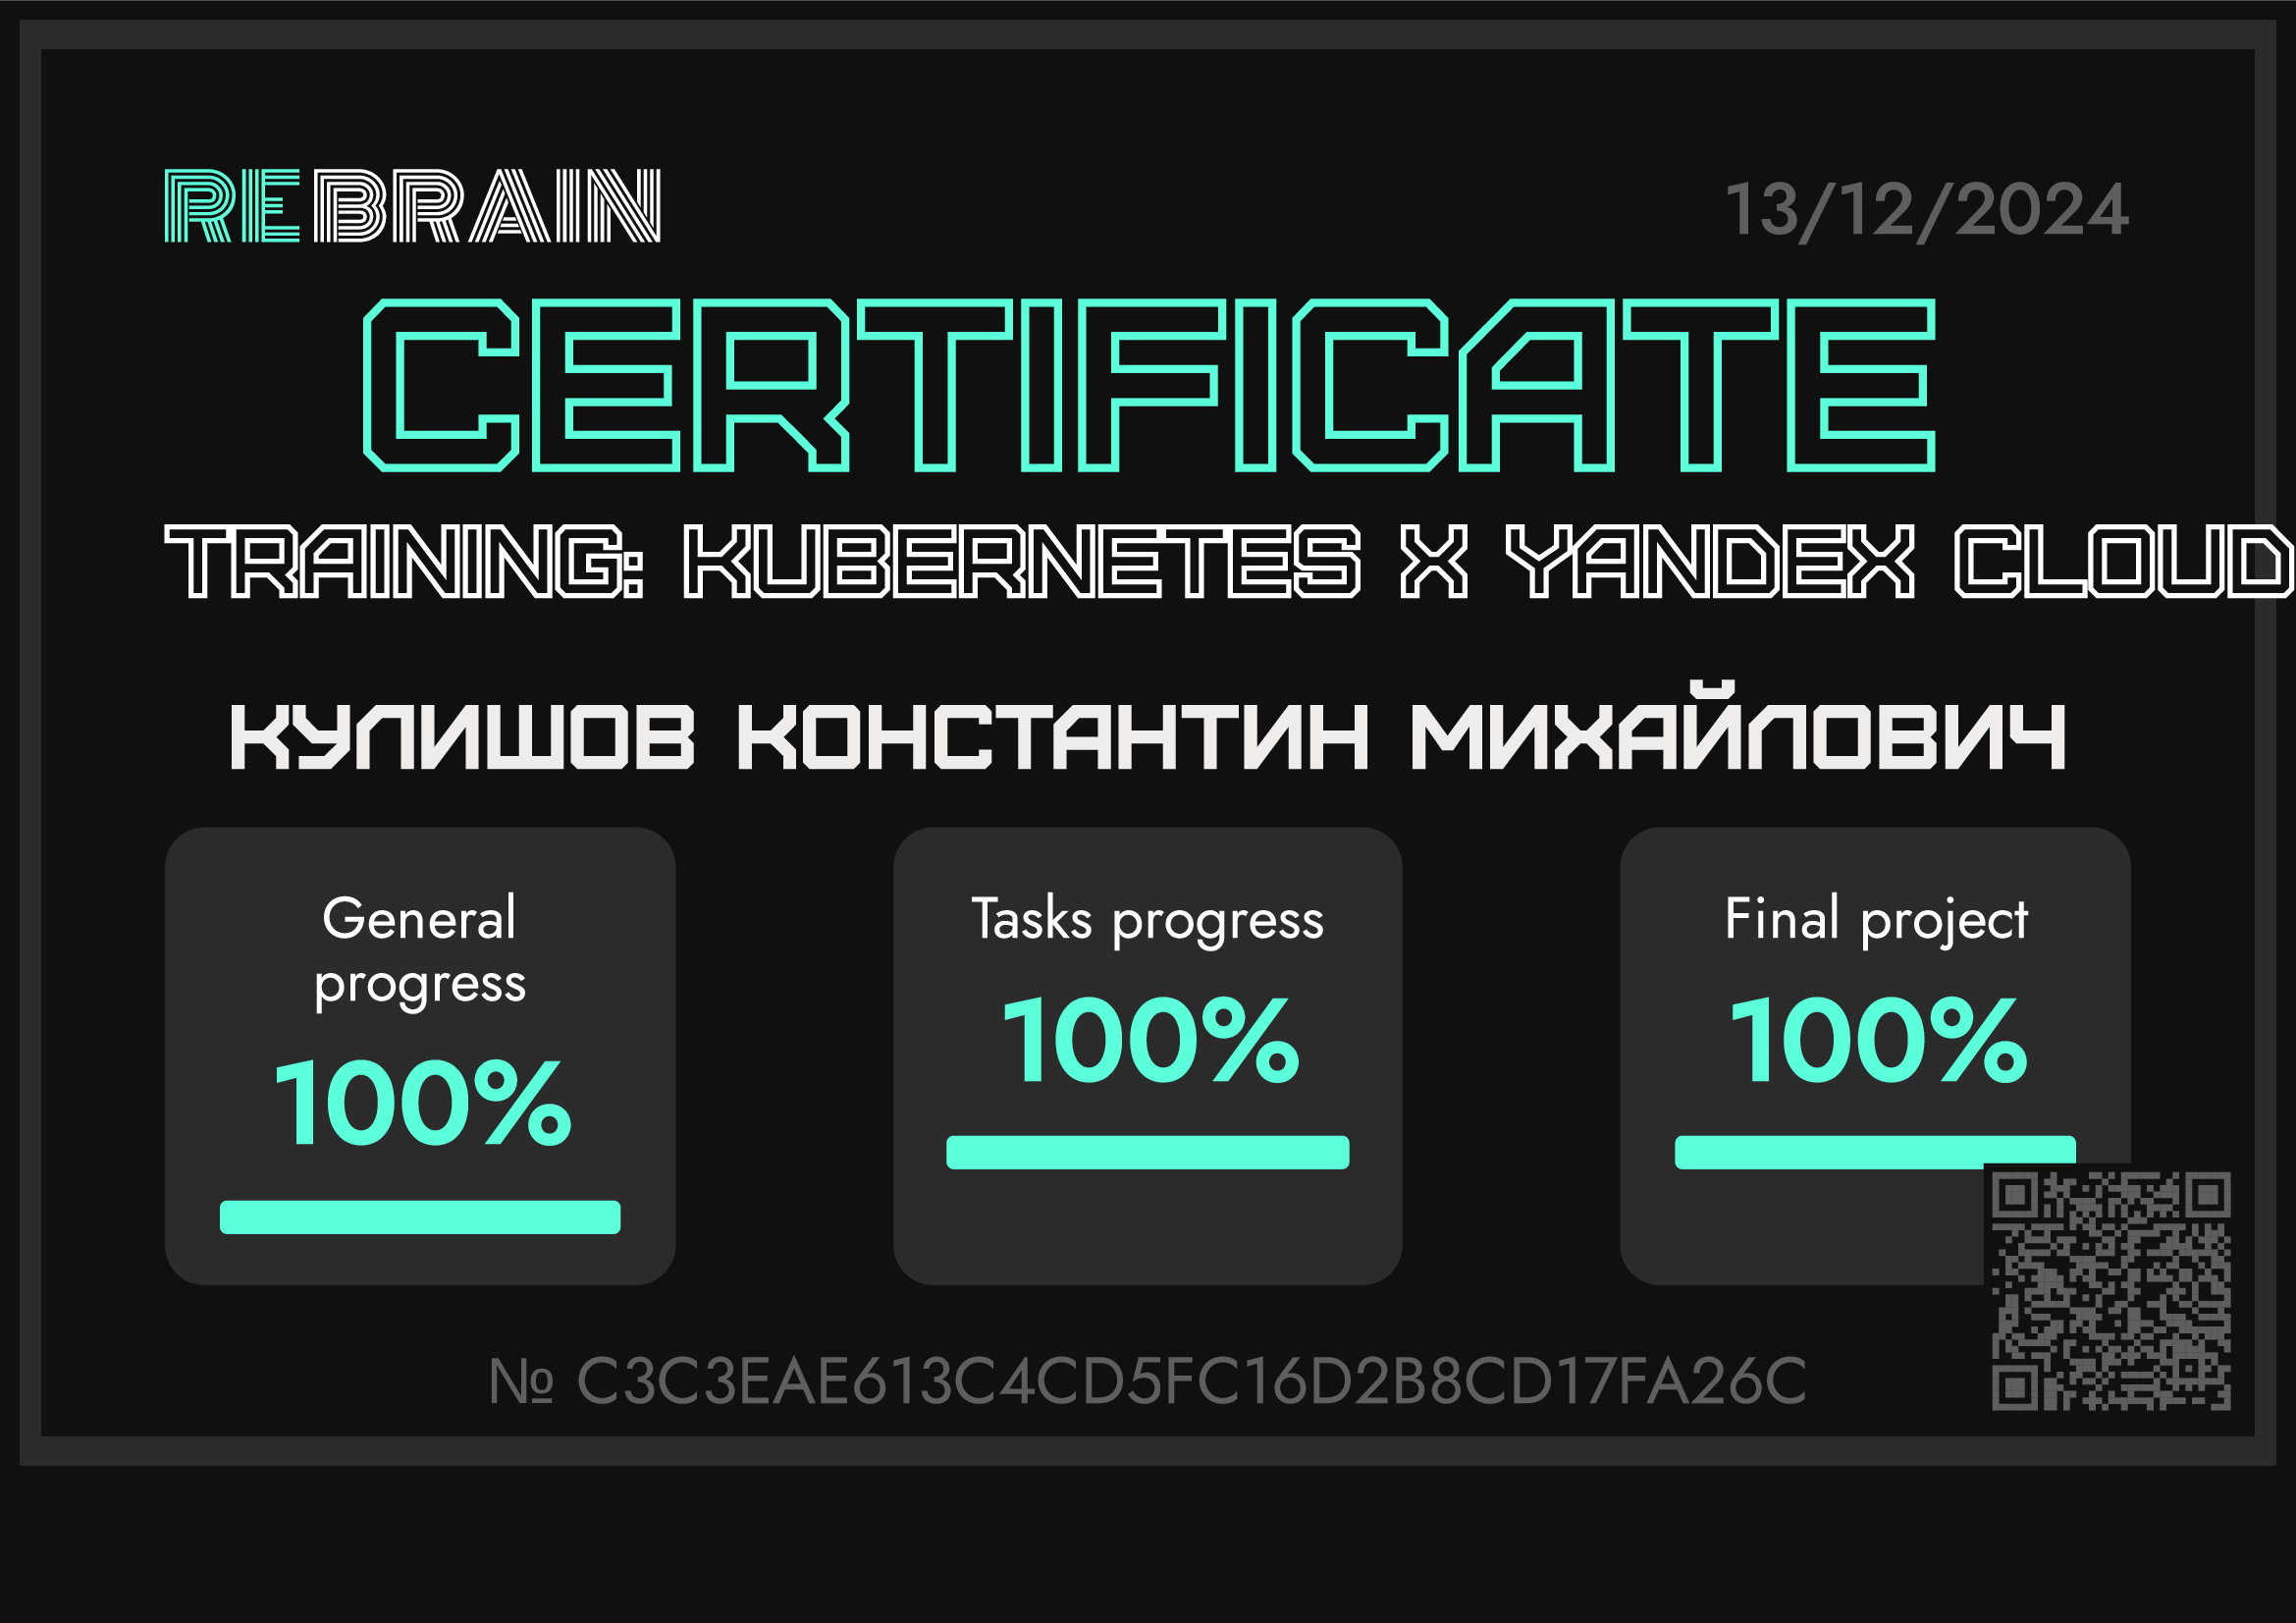 REBRAIN
13/12/2024
CERTIFICATE
TRAINING: KUBERNETES X YANDEX CLOUD
КУЛИШОВ КОНСТАНТИН МИХАЙЛОВИЧ
General
progress
100%
Tasks progress
100%
Final project
100%
№ C3C3EAE613C4CD5FC16D2B8CD17FA26C